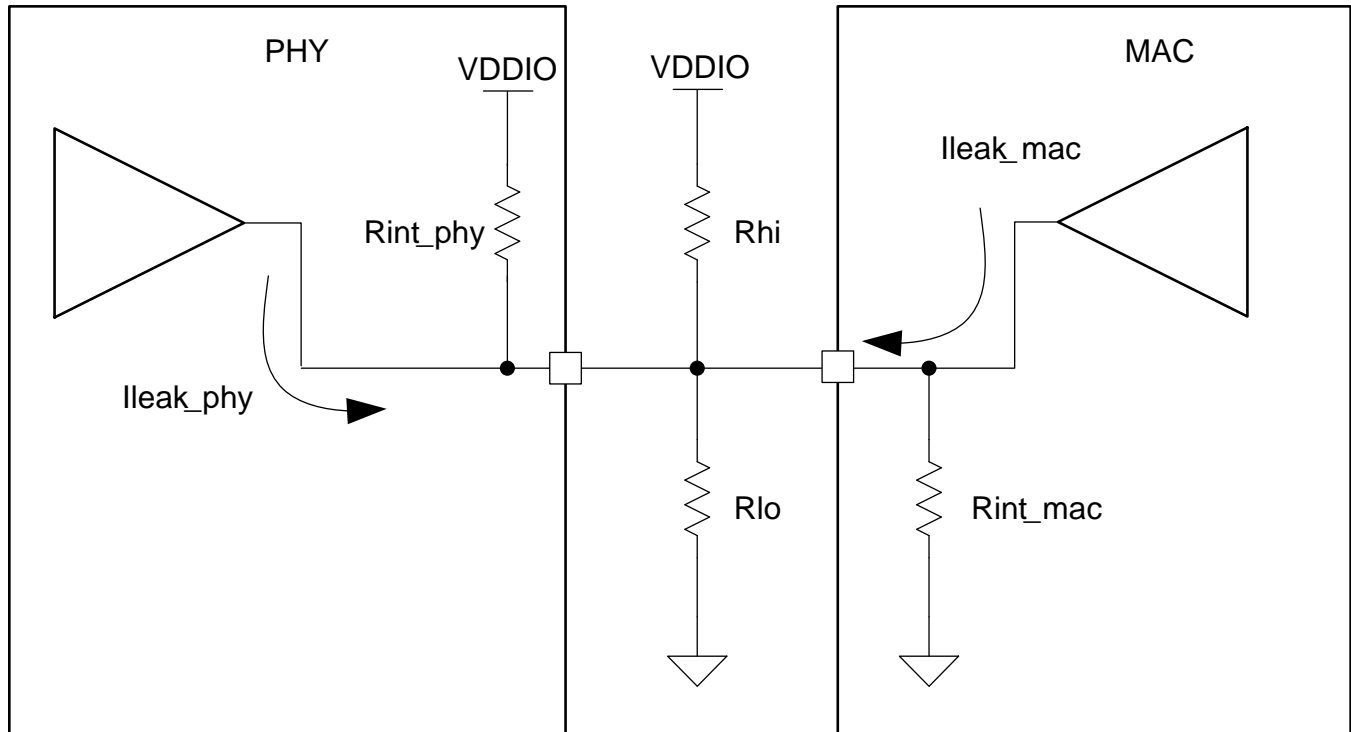 PHY
MAC
VDDIO
VDDIO
Ileak_mac
Rint_phy
Rhi
Ileak_phy
Rlo
Rint_mac